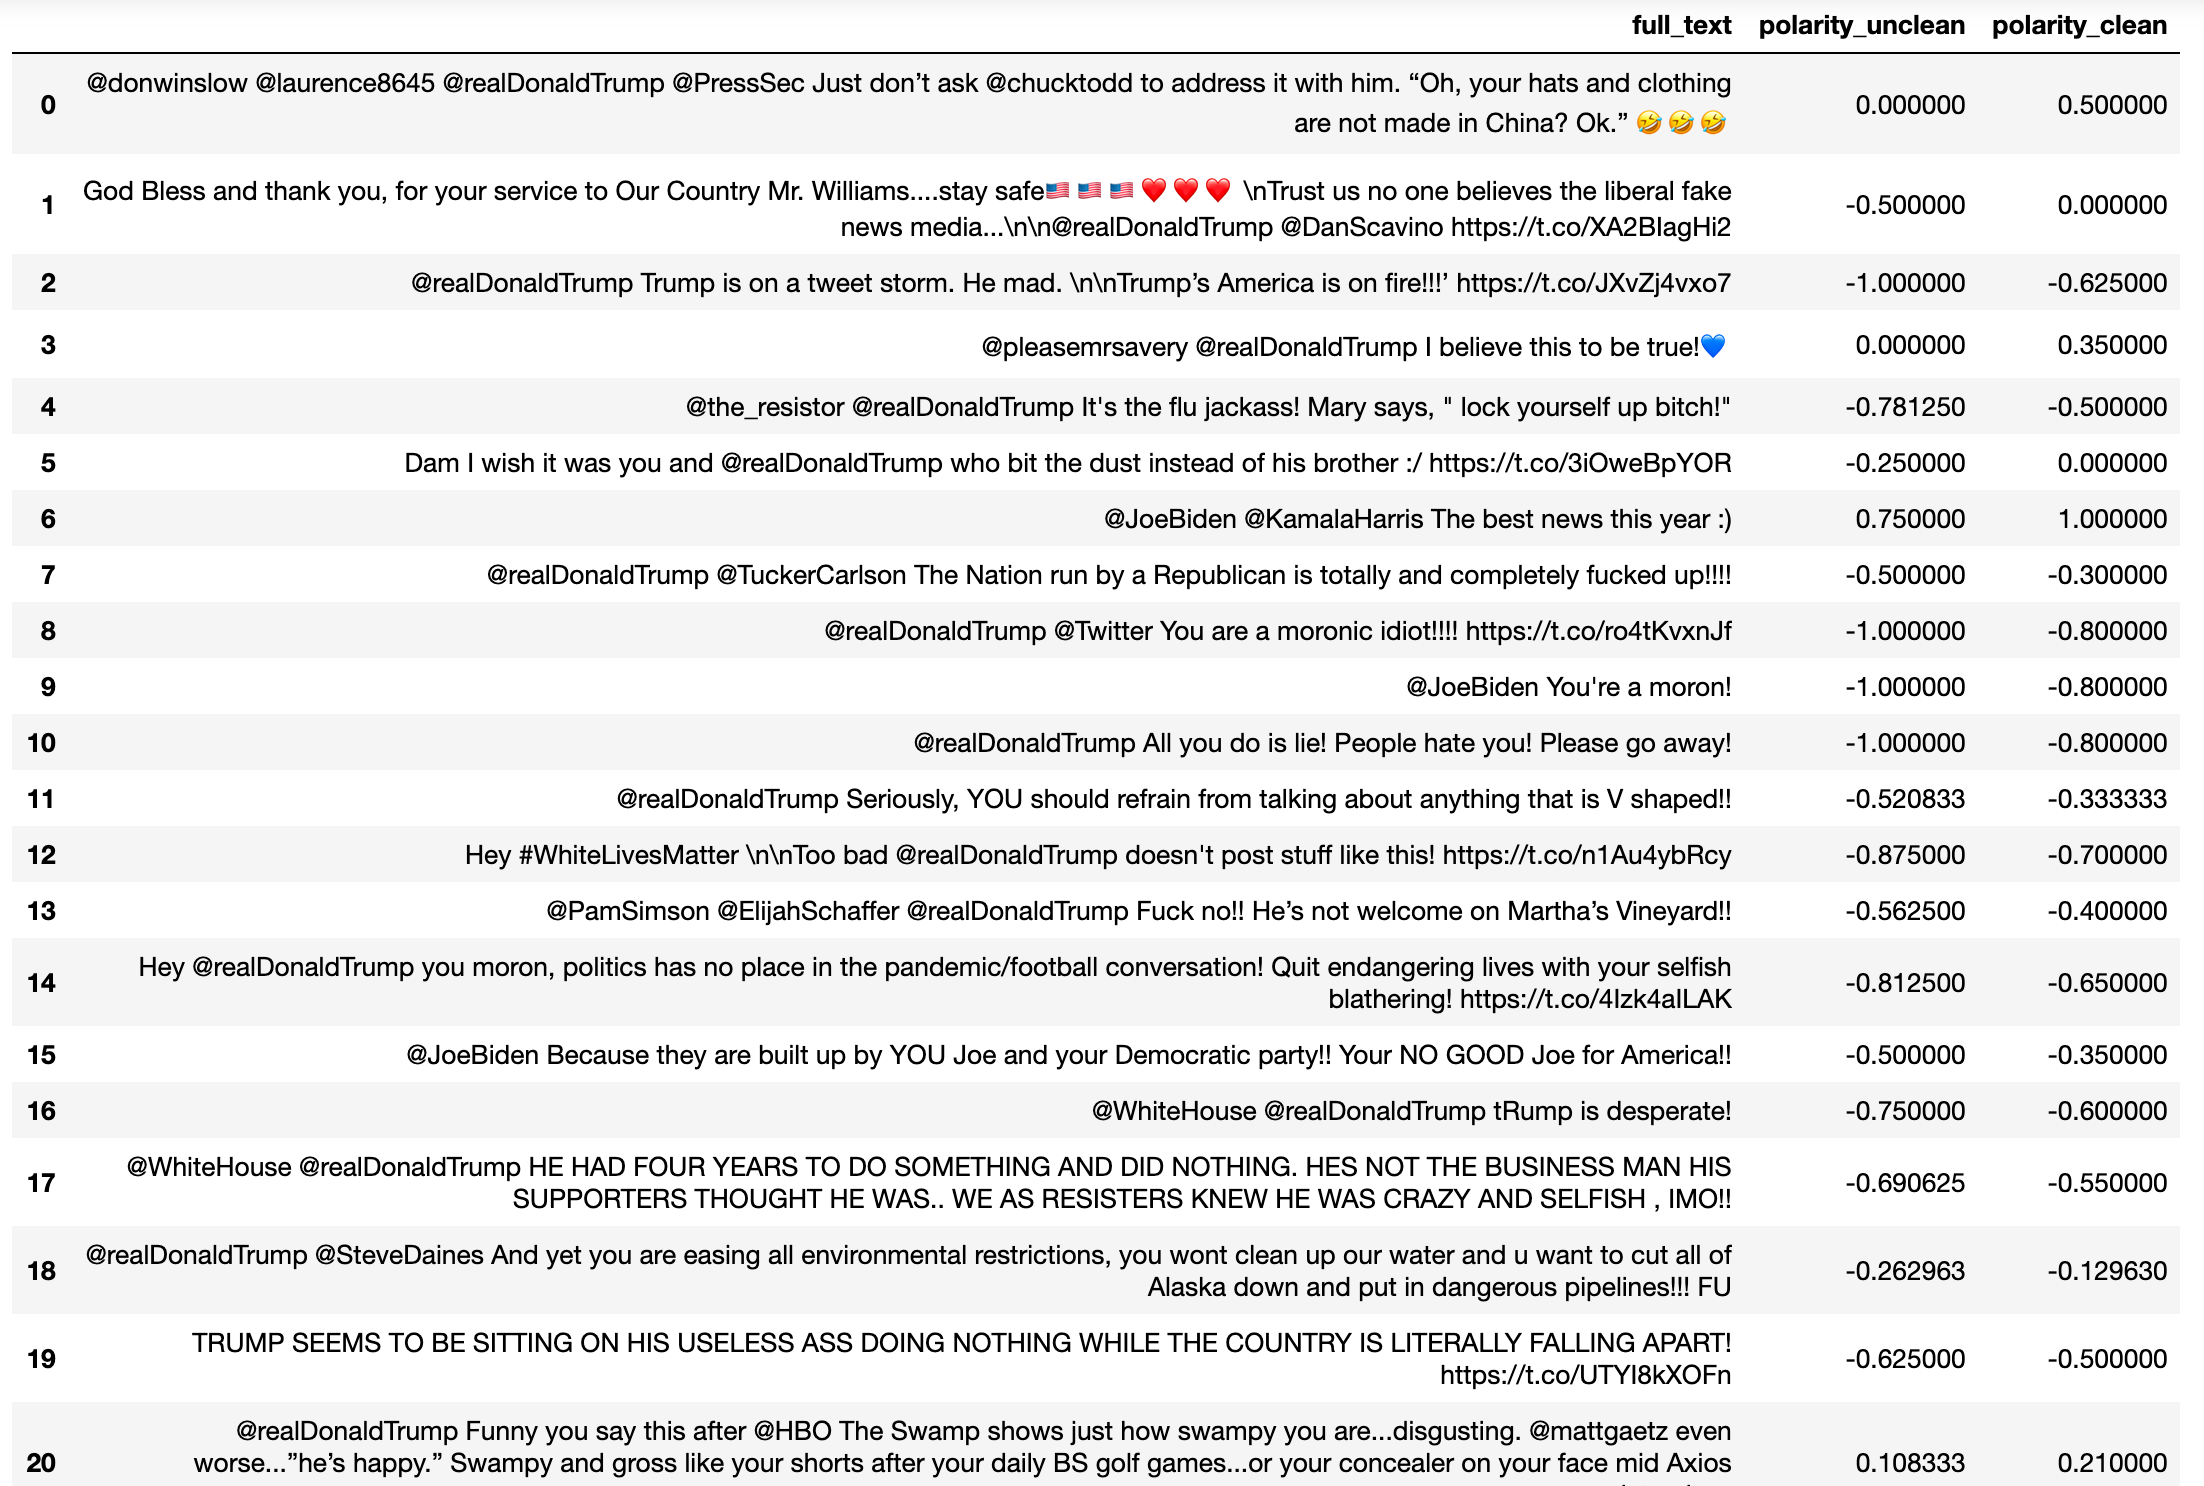 full_text polarity_unclean polarity_clean
0 @donwinslow @laurence8645 @realDonaldTrump @PressSec Just don’t ask @chucktodd to address it with him. “Oh, your hats and clothing
are not made in China? Ok.” 🤣🤣🤣 0.000000 0.500000
1 God Bless and thank you, for your service to Our Country Mr. Williams....stay safe🇺🇸🇺🇸🇺🇸❤️❤️❤️ \nTrust us no one believes the liberal fake
news media...\n\n@realDonaldTrump @DanScavino https://t.co/XA2BIagHi2 -0.500000 0.000000
2 @realDonaldTrump Trump is on a tweet storm. He mad. \n\nTrump’s America is on fire!!!’ https://t.co/JXvZj4vxo7 -1.000000 -0.625000
3 @pleasemrsavery @realDonaldTrump I believe this to be true!💙 0.000000 0.350000
4 @the_resistor @realDonaldTrump It's the flu jackass! Mary says, " lock yourself up bitch!" -0.781250 -0.500000
5 Dam I wish it was you and @realDonaldTrump who bit the dust instead of his brother :/ https://t.co/3iOweBpYOR -0.250000 0.000000
6 @JoeBiden @KamalaHarris The best news this year :) 0.750000 1.000000
7 @realDonaldTrump @TuckerCarlson The Nation run by a Republican is totally and completely fucked up!!!! -0.500000 -0.300000
8 @realDonaldTrump @Twitter You are a moronic idiot!!!! https://t.co/ro4tKvxnJf -1.000000 -0.800000
9 @JoeBiden You're a moron! -1.000000 -0.800000
10 @realDonaldTrump All you do is lie! People hate you! Please go away! -1.000000 -0.800000
11 @realDonaldTrump Seriously, YOU should refrain from talking about anything that is V shaped!! -0.520833 -0.333333
12 Hey #WhiteLivesMatter \n\nToo bad @realDonaldTrump doesn't post stuff like this! https://t.co/n1Au4ybRcy -0.875000 -0.700000
13 @PamSimson @ElijahSchaffer @realDonaldTrump Fuck no!! He’s not welcome on Martha’s Vineyard!! -0.562500 -0.400000
14 Hey @realDonaldTrump you moron, politics has no place in the pandemic/football conversation! Quit endangering lives with your selfish
blathering! https://t.co/4Izk4aILAK -0.812500 -0.650000
15 @JoeBiden Because they are built up by YOU Joe and your Democratic party!! Your NO GOOD Joe for America!! -0.500000 -0.350000
16 @WhiteHouse @realDonaldTrump tRump is desperate! -0.750000 -0.600000
17 @WhiteHouse @realDonaldTrump HE HAD FOUR YEARS TO DO SOMETHING AND DID NOTHING. HES NOT THE BUSINESS MAN HIS
SUPPORTERS THOUGHT HE WAS.. WE AS RESISTERS KNEW HE WAS CRAZY AND SELFISH , IMO!! -0.690625 -0.550000
18 @realDonaldTrump @SteveDaines And yet you are easing all environmental restrictions, you wont clean up our water and u want to cut all of
Alaska down and put in dangerous pipelines!!! FU -0.262963 -0.129630
19 TRUMP SEEMS TO BE SITTING ON HIS USELESS ASS DOING NOTHING WHILE THE COUNTRY IS LITERALLY FALLING APART!
https://t.co/UTYI8kXOFn -0.625000 -0.500000
20 @realDonaldTrump Funny you say this after @HBO The Swamp shows just how swampy you are...disgusting. @mattgaetz even
worse...”he’s happy.” Swampy and gross like your shorts after your daily BS golf games...or your concealer on your face mid Axios 0.108333 0.210000